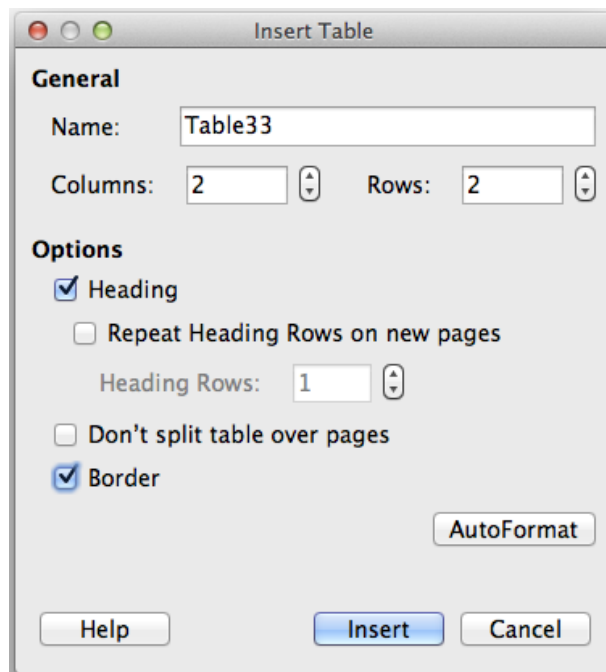 Insert Table
General
Name: Table33
Columns: 2 Rows: 2
Options
Heading
Repeat Heading Rows on new pages
Heading Rows: 1
Don't split table over pages
Border
AutoFormat
Help Insert Cancel